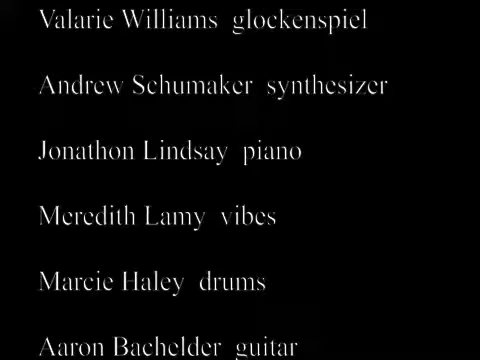 Valarie Williams glockenspiel
Andrew Schumaker synthesizer
Jonathon Lindsay piano
Meredith Lamy vibes
Marcie Haley drums
Aaron Bachelder guitar